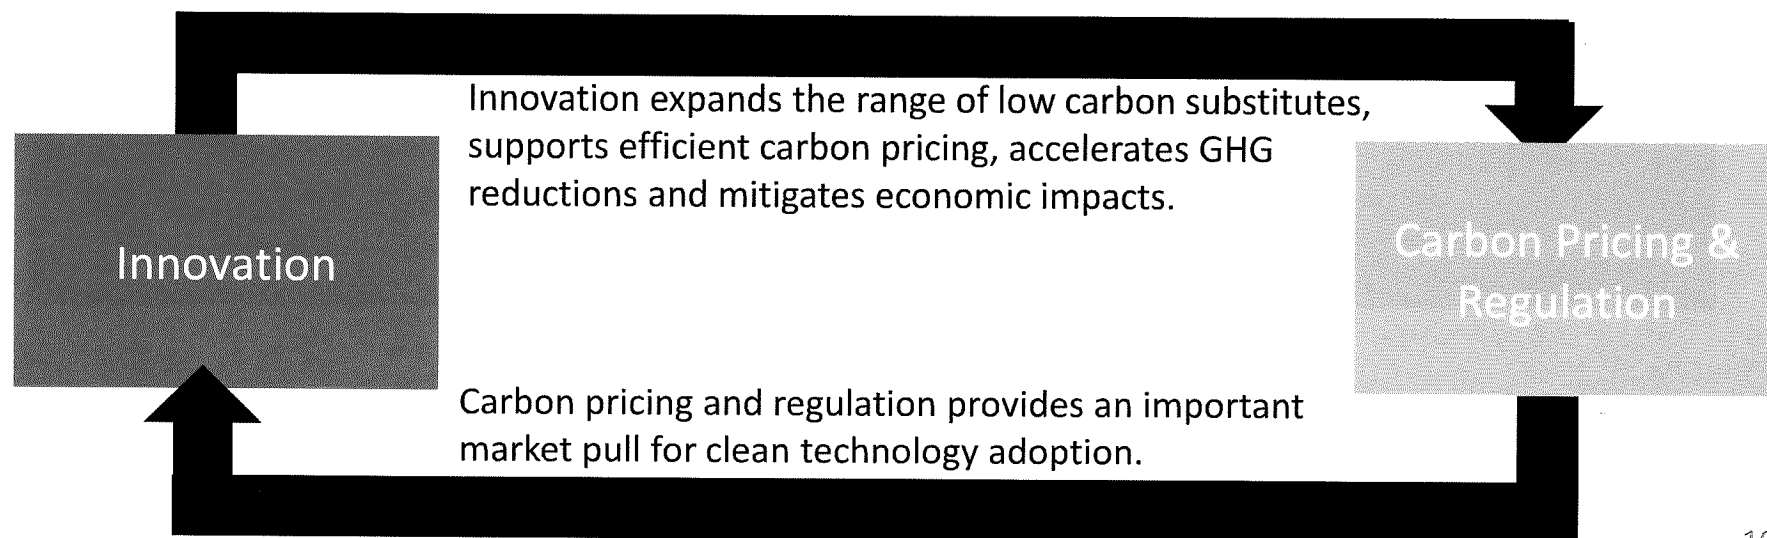 Innovation expands the range of low carbon substitutes,
supports efficient carbon pricing, accelerates GHG
reductions and mitigates economic impacts.
Innovation
Carbon Pricing &
Regulation
Carbon pricing and regulation provides an important
market pull for clean technology adoption.